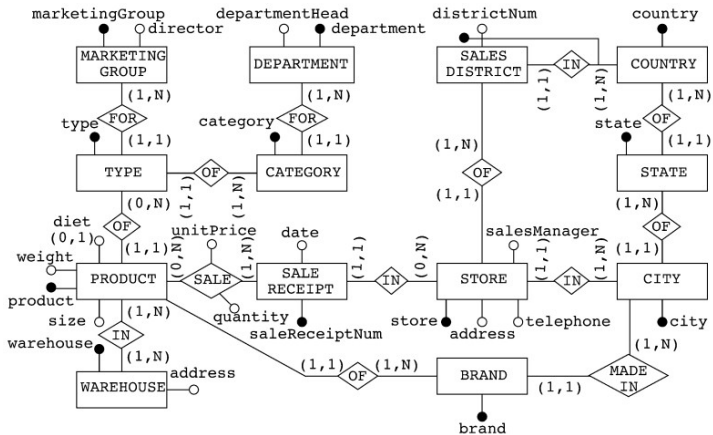 marketingGroup
director
departmentHead
department
districtNum
country
MARKETING
GROUP
DEPARTMENT
SALES
DISTRICT
IN
COUNTRY
(1,1)
(1,N)
(1,N)
(1,N)
(1,N)
FOR
FOR
OF
type
category
state
(1,1)
(1,1)
(1,N)
(1,1)
TYPE
OF
CATEGORY
OF
STATE
(1,1)
(1,N)
(0,N)
(1,1)
(1,N)
diet
(0,1)
OF
unitPrice
date
salesManager
OF
weight
(1,1)
(0,N)
(1,N)
(1,1)
(0,N)
(1,1)
(1,N)
(1,1)
PRODUCT
SALE
SALE
RECEIPT
IN
STORE
IN
CITY
product
(1,N)
size
quantity
store
telephone
city
warehouse
IN
saleReceiptNum
address
(1,N)
(1,N)
(1,1)
(1,N)
WAREHOUSE
address
OF
BRAND
(1,1)
MADE
IN
brand